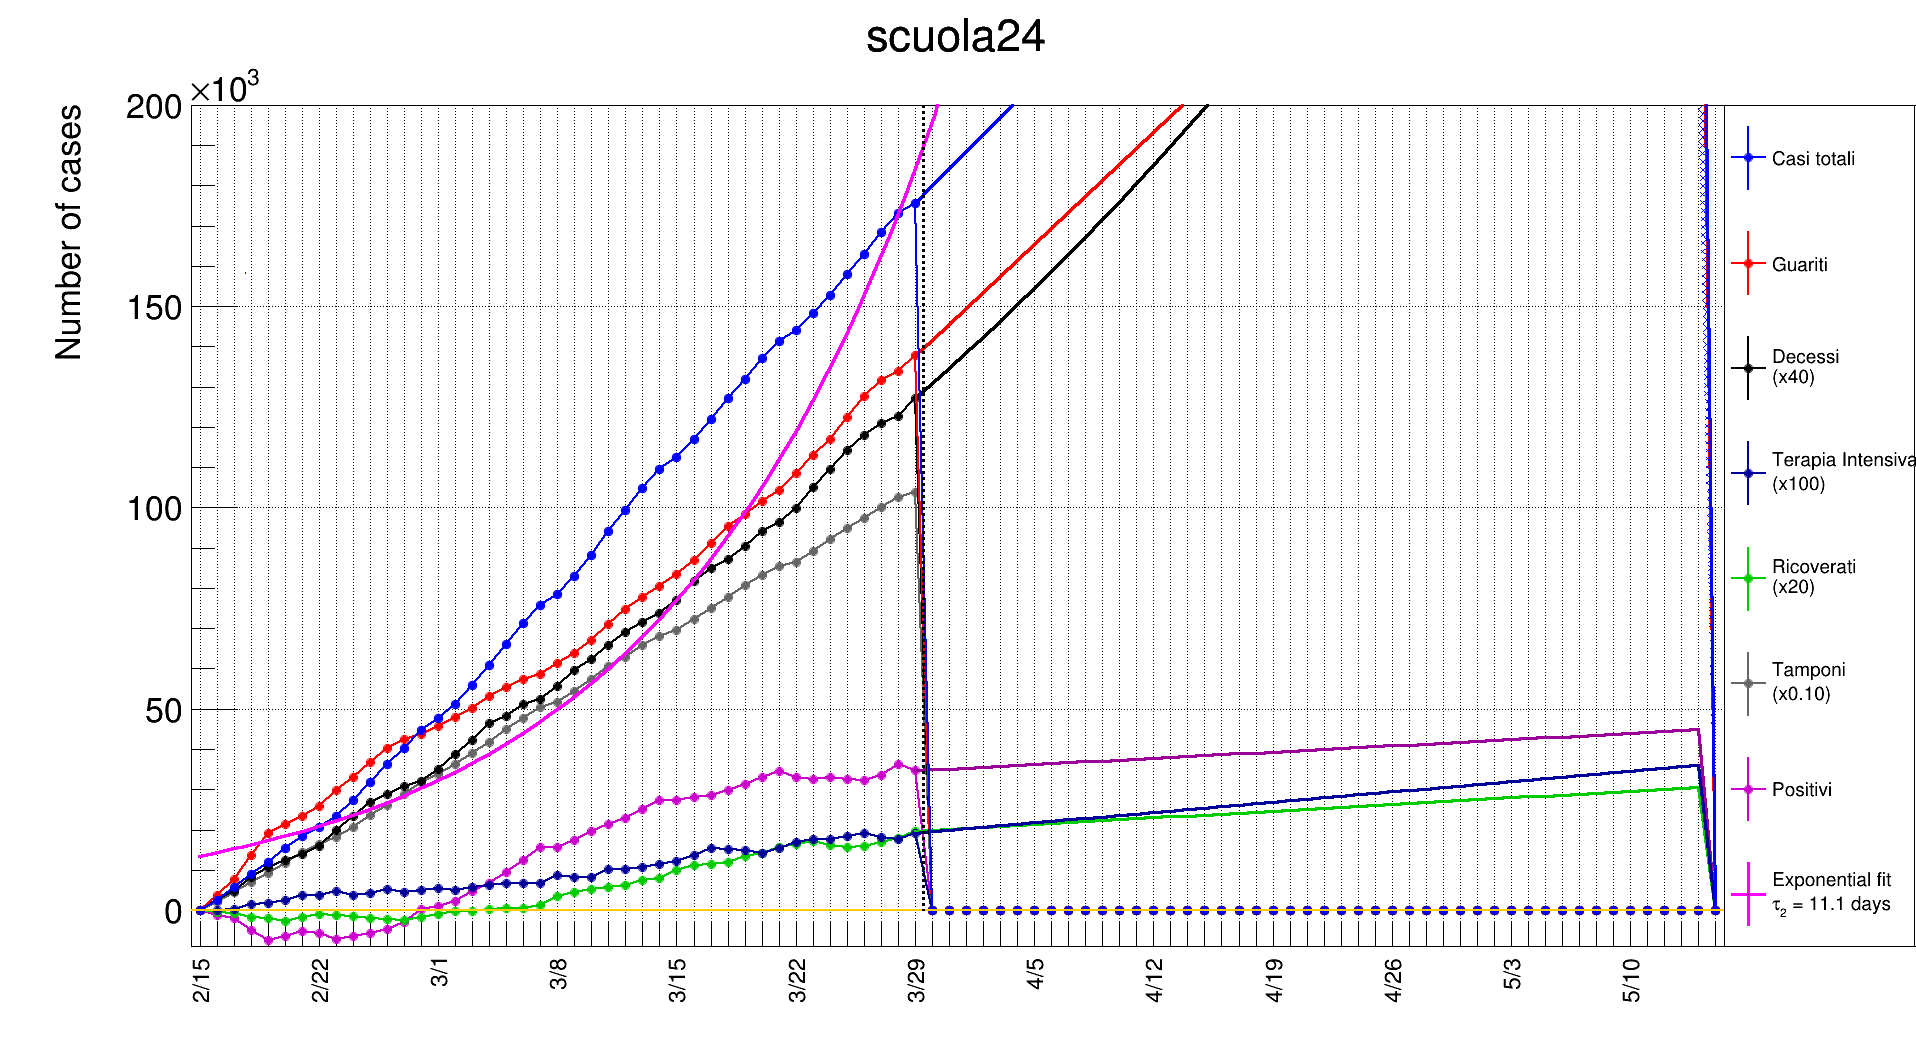 scuola24
×10³
Number of cases
200
150
100
50
0
2/15
2/22
3/1
3/8
3/15
3/22
3/29
4/5
4/12
4/19
4/26
5/3
5/10
Casi totali
Guariti
Decessi
(x40)
Terapia Intensiva
(x100)
Ricoverati
(x20)
Tamponi
(x0.10)
Positivi
Exponential fit
τ₂ = 11.1 days